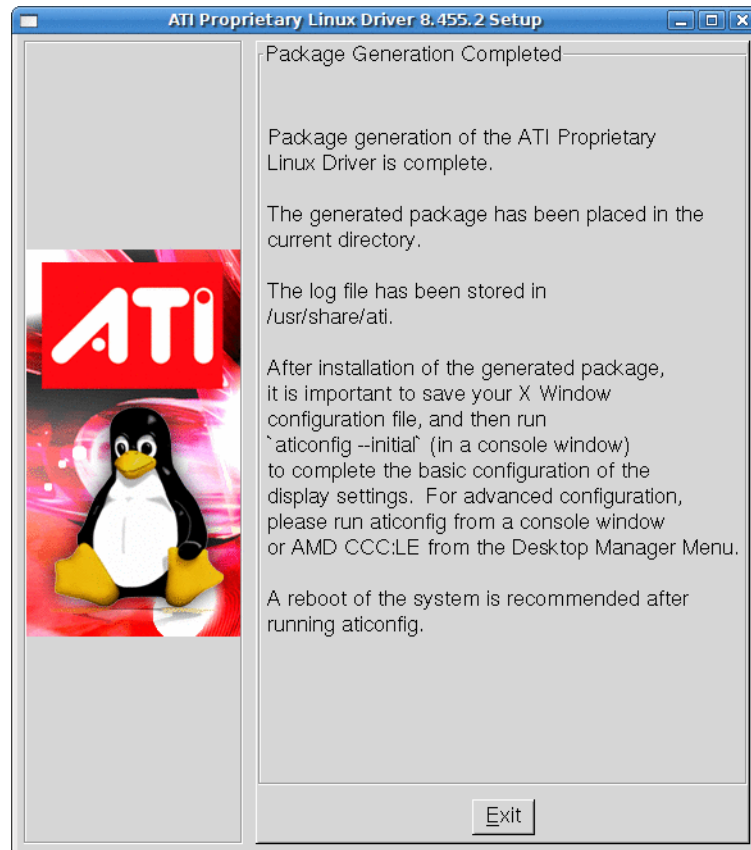 ATI Proprietary Linux Driver 8.455.2 Setup
Package Generation Completed
Package generation of the ATI Proprietary
Linux Driver is complete.
The generated package has been placed in the
current directory.
The log file has been stored in
/usr/share/ati.
After installation of the generated package,
it is important to save your X Window
configuration file, and then run
`aticonfig --initial` (in a console window)
to complete the basic configuration of the
display settings.  For advanced configuration,
please run aticonfig from a console window
or AMD CCC:LE from the Desktop Manager Menu.
A reboot of the system is recommended after
running aticonfig.
ATI
Exit